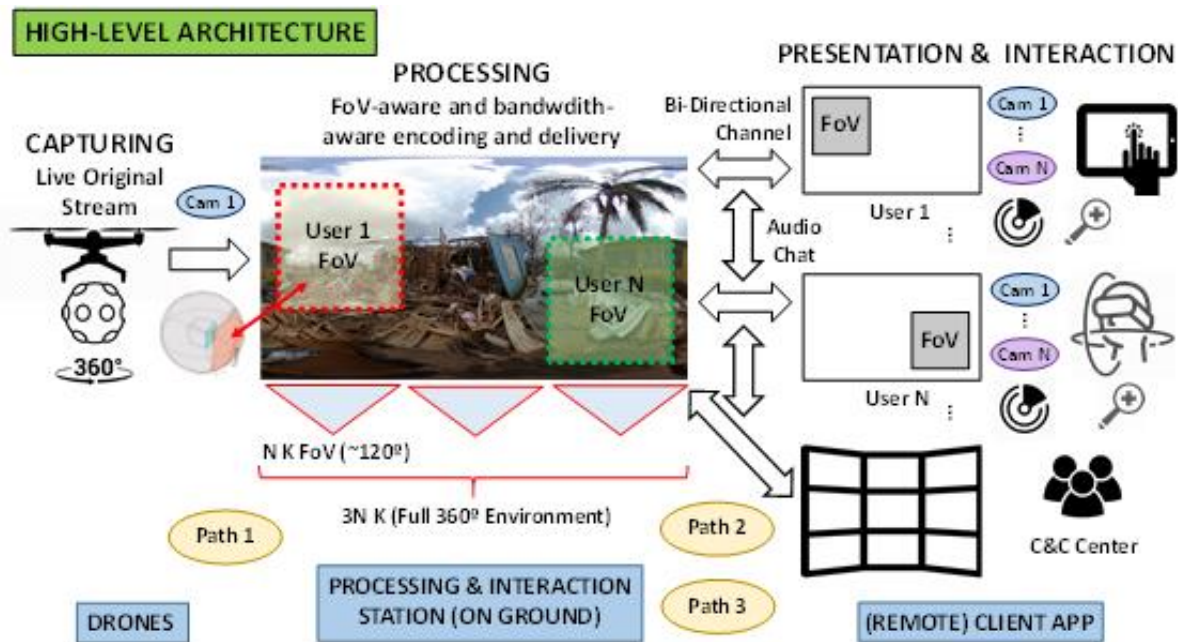 HIGH-LEVEL ARCHITECTURE
CAPTURING
Live Original
Stream
Cam 1
360°
PROCESSING
FoV-aware and bandwdith-
aware encoding and delivery
User 1
FoV
User N
FoV
N K FoV (~120º)
3N K (Full 360º Environment)
PRESENTATION & INTERACTION
Bi-Directional
Channel
FoV
Cam 1
⋮
Cam N
User 1
⋮
Audio
Chat
FoV
Cam 1
⋮
Cam N
User N
⋮
C&C Center
Path 1
Path 2
Path 3
DRONES
PROCESSING & INTERACTION
STATION (ON GROUND)
(REMOTE) CLIENT APP